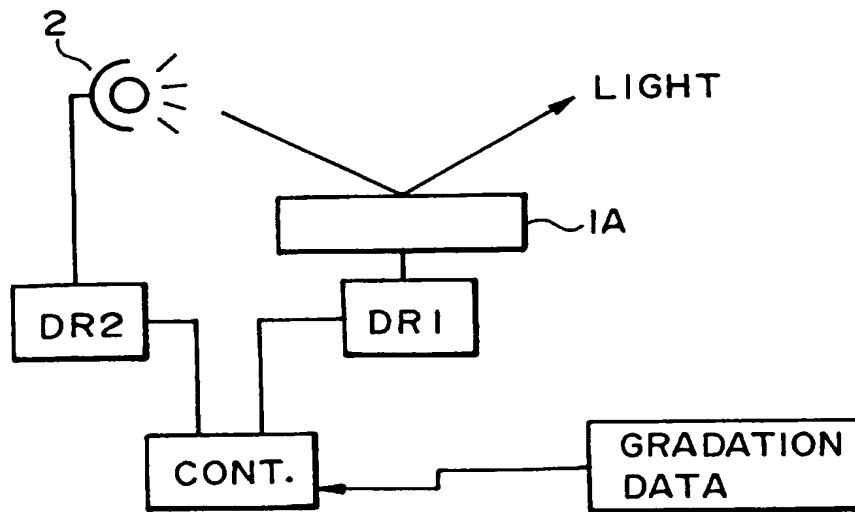 2
LIGHT
1A
DR2
DR1
CONT.
GRADATION
DATA